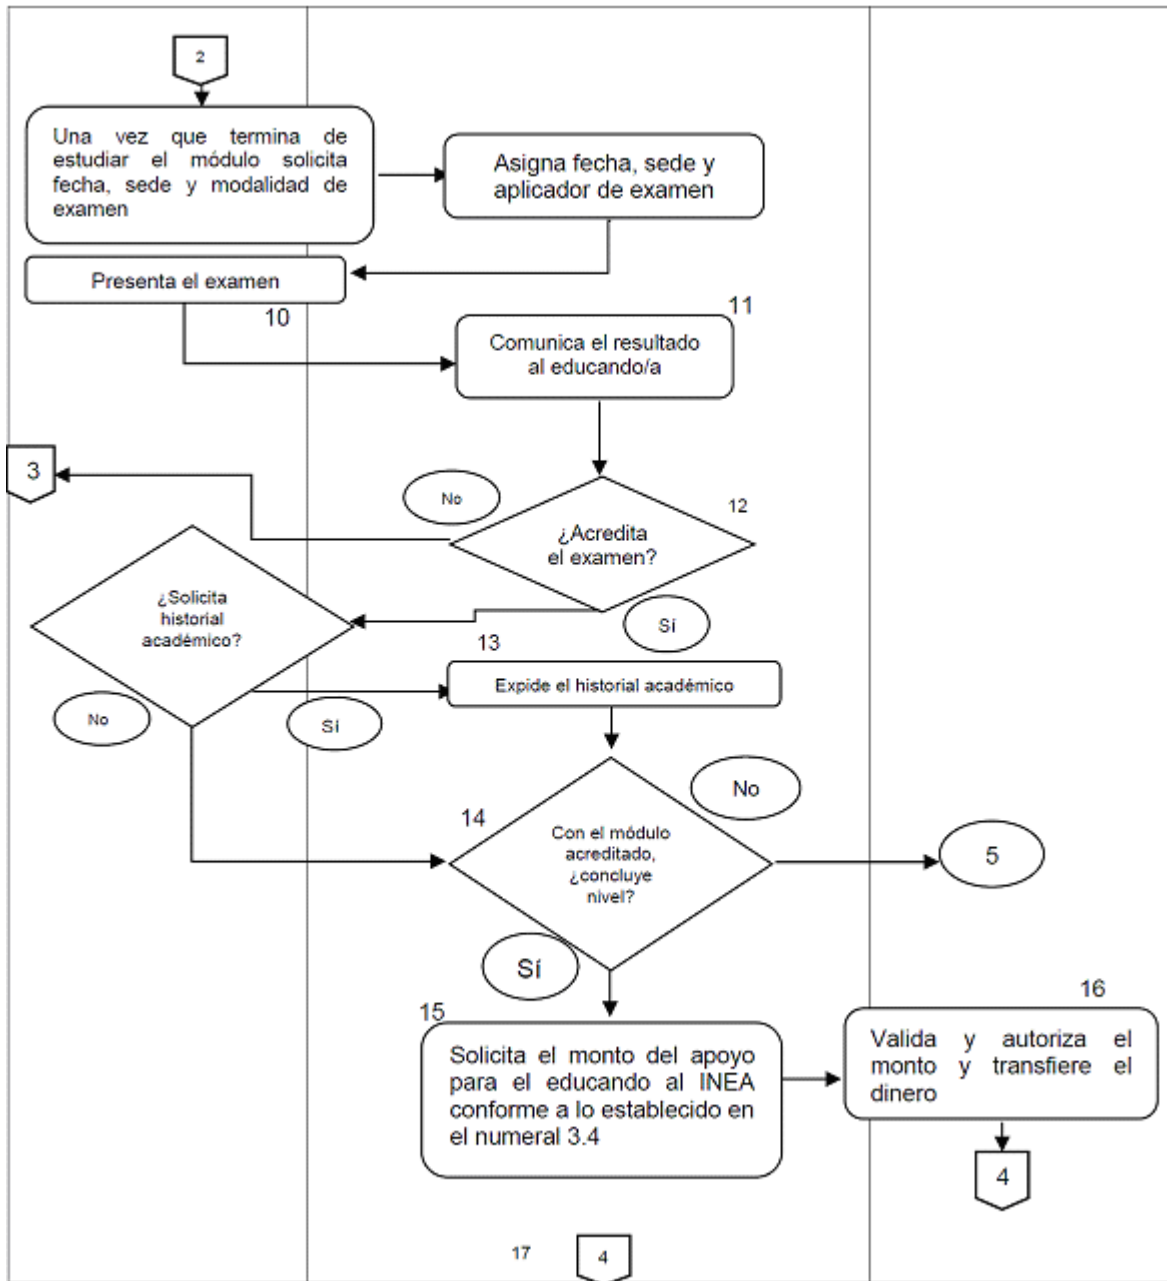 2
Una vez que termina de
estudiar el módulo solicita
fecha, sede y modalidad de
examen
Asigna fecha, sede y
aplicador de examen
Presenta el examen
10
11
Comunica el resultado
al educando/a
3
No
12
¿Acredita
el examen?
¿Solicita
historial
académico?
Sí
13
Expide el historial académico
No
Sí
No
14
Con el módulo
acreditado,
¿concluye
nivel?
5
Sí
15
Solicita el monto del apoyo
para el educando al INEA
conforme a lo establecido en
el numeral 3.4
16
Valida y autoriza el
monto y transfiere el
dinero
4
17
4